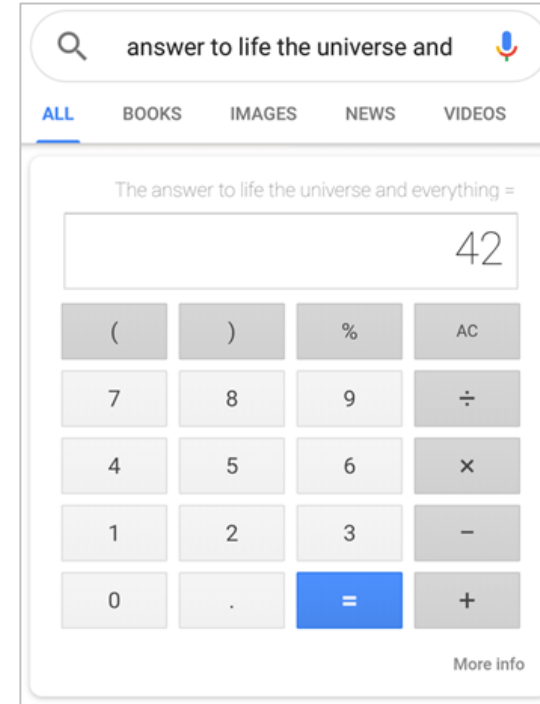 answer to life the universe and
ALL BOOKS IMAGES NEWS VIDEOS
The answer to life the universe and everything =
42
( ) % AC
7 8 9 ÷
4 5 6 ×
1 2 3 −
0 . = +
More info